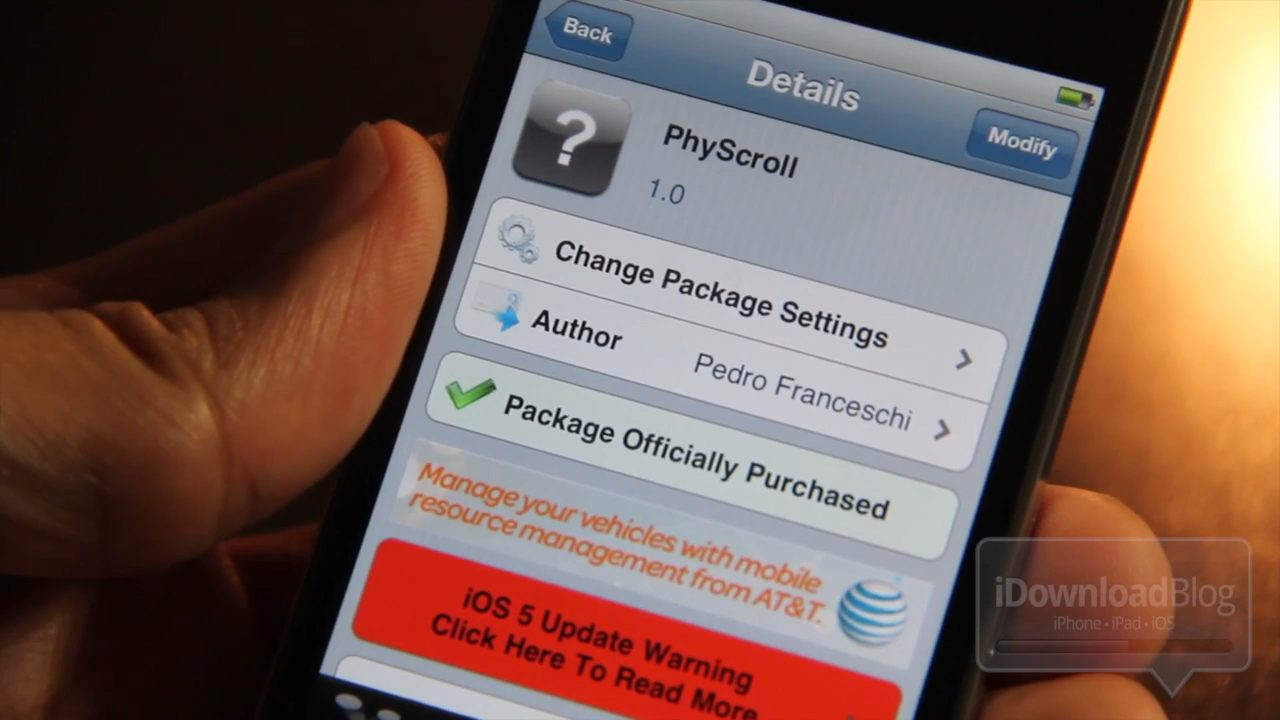 Back
Details
Modify
?
PhyScroll
1.0
Change Package Settings
Author
Pedro Franceschi
Package Officially Purchased
Manage your vehicles with mobile
resource management from AT&T.
iOS 5 Update Warning
Click Here To Read More
iDownloadBlog
iPhone • iPad • iOS